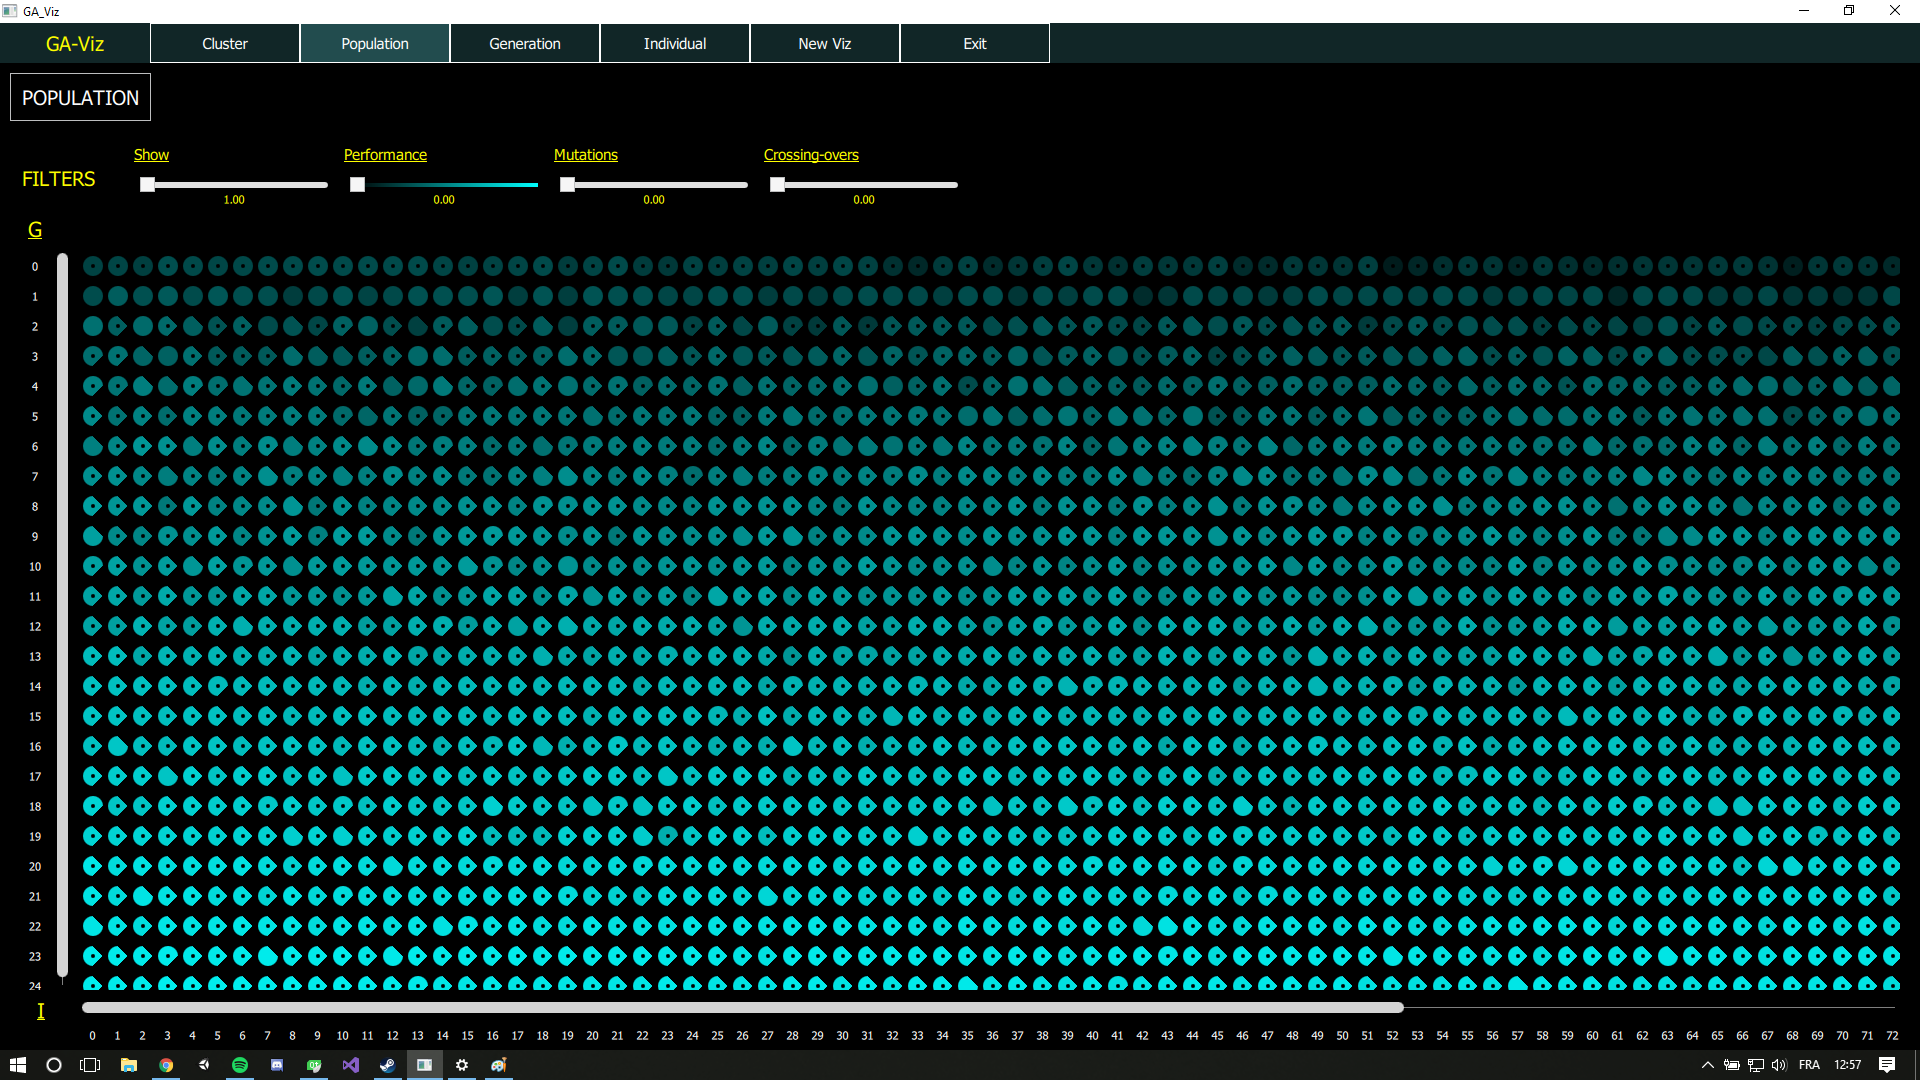 GA_Viz
GA-Viz Cluster Population Generation Individual New Viz Exit
POPULATION
Show Performance Mutations Crossing-overs
FILTERS
1.00 0.00 0.00 0.00
G
0
1
2
3
4
5
6
7
8
9
10
11
12
13
14
15
16
17
18
19
20
21
22
23
24
I
0 1 2 3 4 5 6 7 8 9 10 11 12 13 14 15 16 17 18 19 20 21 22 23 24 25 26 27 28 29 30 31 32 33 34 35 36 37 38 39 40 41 42 43 44 45 46 47 48 49 50 51 52 53 54 55 56 57 58 59 60 61 62 63 64 65 66 67 68 69 70 71 72
FRA 12:57